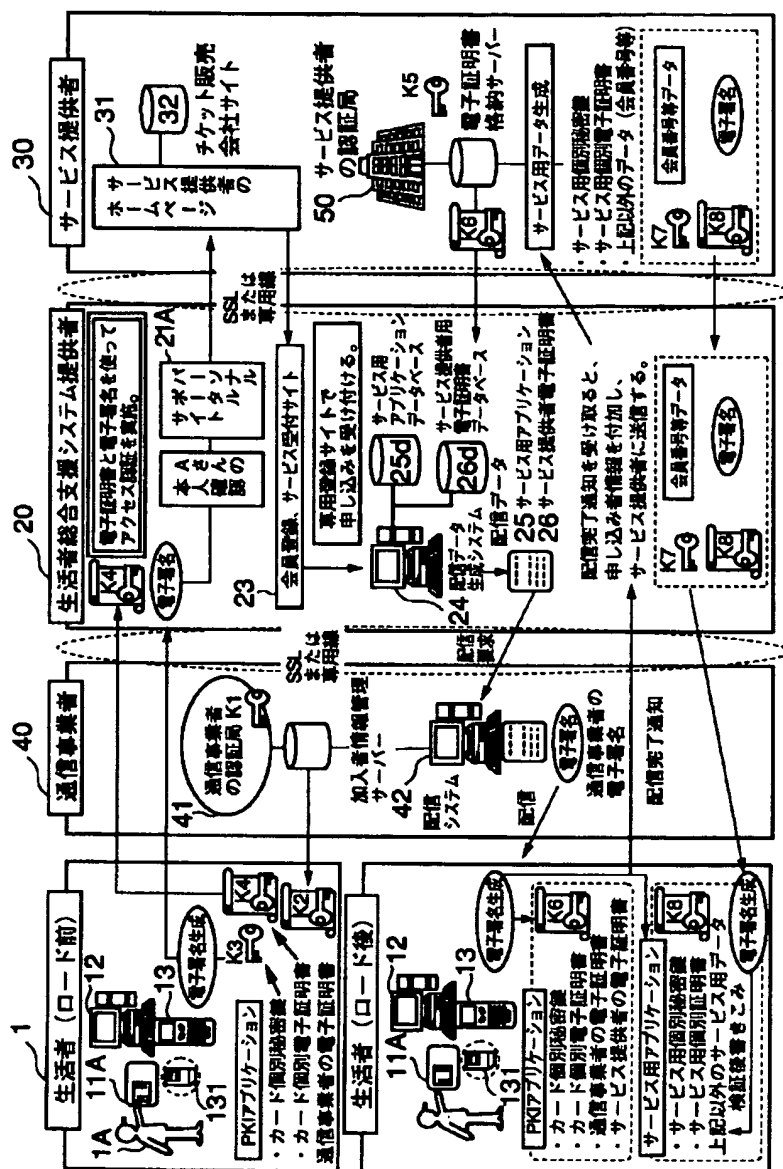 1
生活者(ロード前)
1A
11A
12
13
131
電子署名生成
K3
K4
K2
PKIアプリケーション
・カード個別秘密鍵
・カード個別電子証明書
通信事業者の電子証明書
生活者(ロード後)
11A
12
13
131
電子署名生成
PKIアプリケーション
・カード個別秘密鍵
・カード個別電子証明書
・通信事業者の電子証明書
・サービス提供者の電子証明書
K6
サービス用アプリケーション
・サービス用個別秘密鍵
・サービス用個別証明書
上記以外のサービス用データ
K8
検証後書きこみ
電子署名生成
40
通信事業者
41
通信事業者
の認証局 K1
加入者情報管理
サーバー
42
配信
システム
電子署名
通信事業者の
電子署名
配信
配信完了通知
SSL
または
専用線
配信
要求
20
生活者総合支援システム提供者
電子証明書と電子署名を使って
アクセス認証を実施。
K4
電子署名
Aさんの
本人確認
21A
パーソナル
サポートサイト
23
会員登録、サービス受付サイト
専用登録サイトで
申し込みを受け付ける。
24
配信データ
生成システム
25d
サービス用
アプリケーション
データベース
26d
サービス提供者用
電子証明書
データベース
配信データ
25 サービス用アプリケーション
26 サービス提供者電子証明書
配信完了通知を受け取ると、
申し込み者情報を付加し、
サービス提供者に送信する。
K7
K8
会員番号等データ
電子署名
SSL
または
専用線
30
サービス提供者
31
サービス提供者の
ホームページ
32
チケット販売
会社サイト
50
サービス提供者
の認証局
K5
K6
電子証明書
格納サーバー
サービス用データ生成
・サービス用個別秘密鍵
・サービス用個別電子証明書
・上記以外のデータ(会員番号等)
K7
K8
会員番号等データ
電子署名